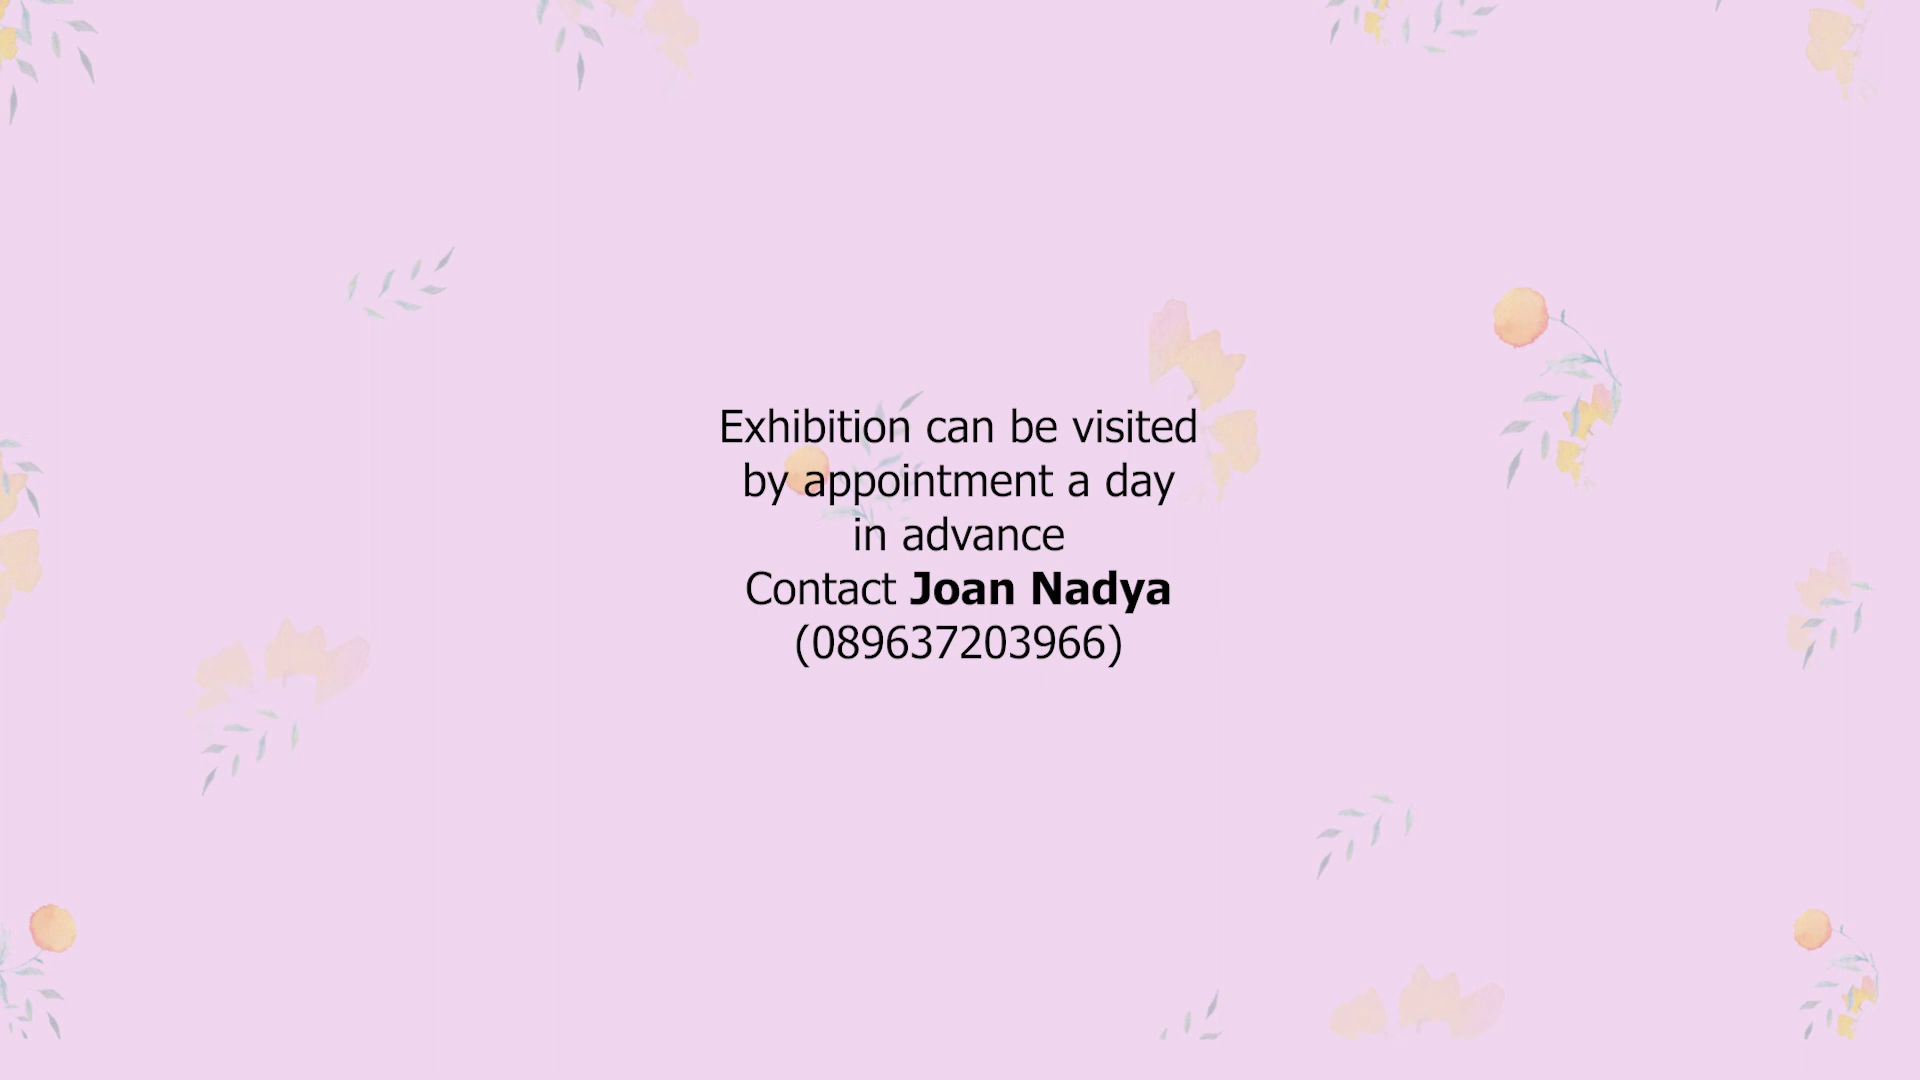 Exhibition can be visited
by appointment a day
in advance
Contact Joan Nadya
(089637203966)